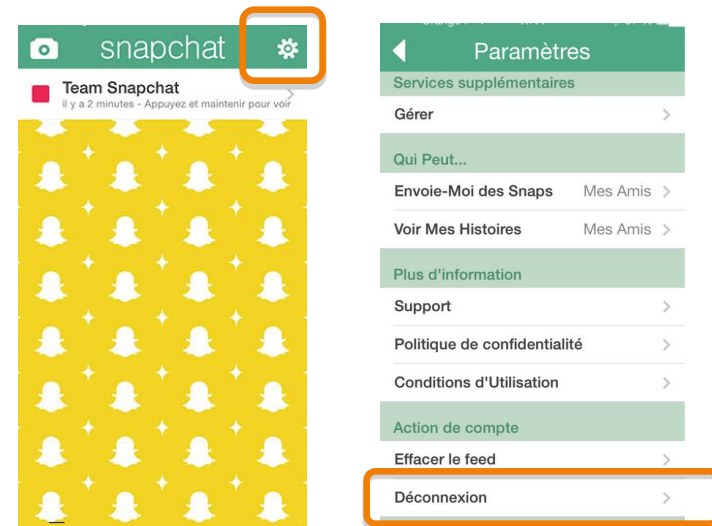 snapchat
Team Snapchat
il y a 2 minutes - Appuyez et maintenir pour voir
Paramètres
Services supplémentaires
Gérer
Qui Peut...
Envoie-Moi des Snaps Mes Amis
Voir Mes Histoires Mes Amis
Plus d'information
Support
Politique de confidentialité
Conditions d'Utilisation
Action de compte
Effacer le feed
Déconnexion